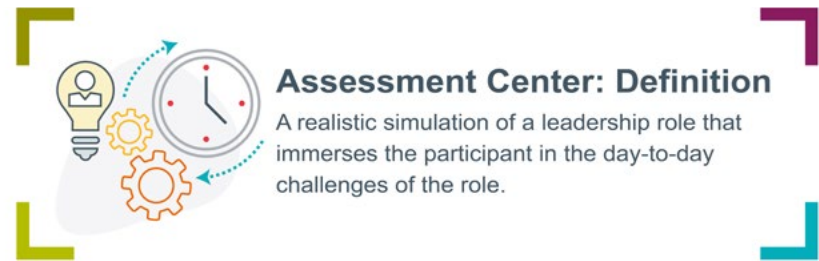 Assessment Center: Definition
A realistic simulation of a leadership role that
immerses the participant in the day-to-day
challenges of the role.